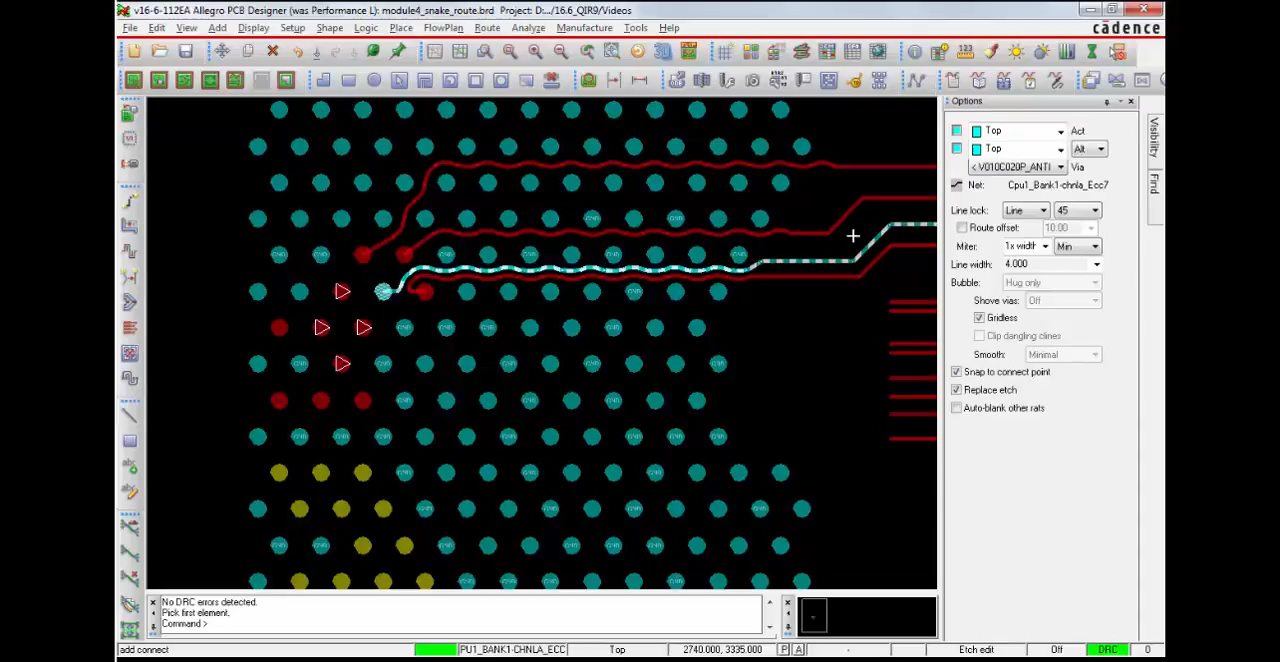 v16-6-112EA Allegro PCB Designer (was Performance L): module4_snake_route.brd  Project: D:.../16.6_QIR9/Videos
File Edit View Add Display Setup Shape Logic Place FlowPlan Route Analyze Manufacture Tools Help
cādence
Options
Top Act
Top Alt
< V010C020P_ANTI Via
Net: Cpu1_Bank1-chnla_Ecc7
Line lock: Line 45
Route offset: 10.00
Miter: 1x width Min
Line width: 4.000
Bubble: Hug only
Shove vias: Off
Gridless
Clip dangling clines
Smooth: Minimal
Snap to connect point
Replace etch
Auto-blank other rats
Visibility
Find
No DRC errors detected.
Pick first element.
Command >
add connect PU1_BANK1-CHNLA_ECC Top 2740.000, 3335.000 P A - Etch edit Off DRC 0